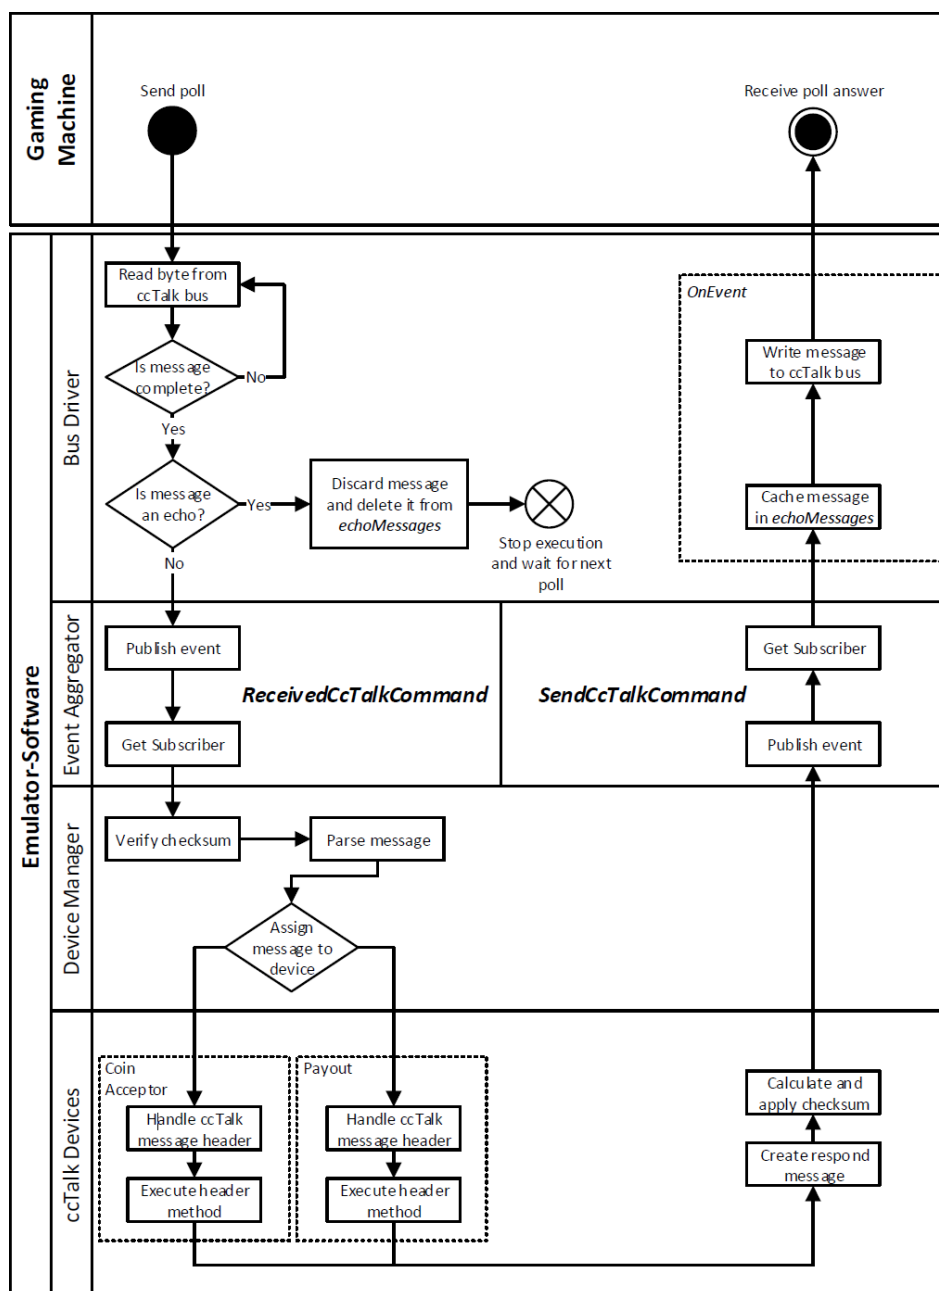 Gaming
Machine
Send poll
Receive poll answer
Emulator-Software
Bus Driver
Read byte from
ccTalk bus
Is message
complete?
No
Yes
Is message
an echo?
Yes
No
Discard message
and delete it from
echoMessages
Stop execution
and wait for next
poll
OnEvent
Write message
to ccTalk bus
Cache message
in echoMessages
Event Aggregator
Publish event
Get Subscriber
ReceivedCcTalkCommand
SendCcTalkCommand
Get Subscriber
Publish event
Device Manager
Verify checksum
Parse message
Assign
message to
device
ccTalk Devices
Coin
Acceptor
Handle ccTalk
message header
Execute header
method
Payout
Handle ccTalk
message header
Execute header
method
Calculate and
apply checksum
Create respond
message